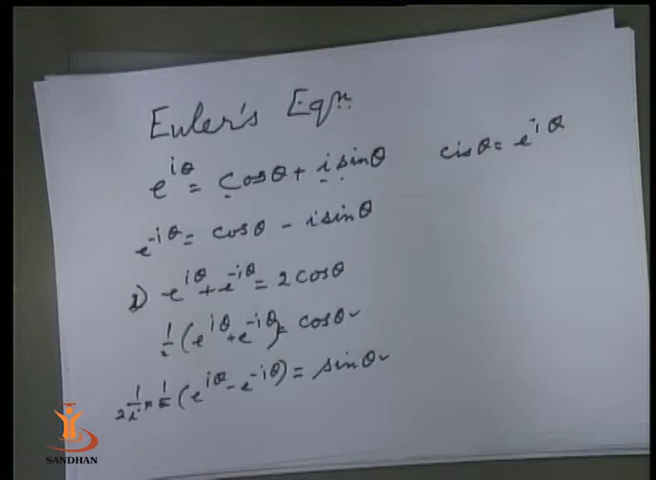 Euler's Eqn
e^{iθ} = cosθ + i sinθ
cisθ = e^{iθ}
e^{-iθ} = cosθ - i sinθ
1) e^{iθ} + e^{-iθ} = 2 cosθ
(e^{iθ} + e^{-iθ}) = cosθ
(e^{iθ} - e^{-iθ}) = sinθ
SANDHAN